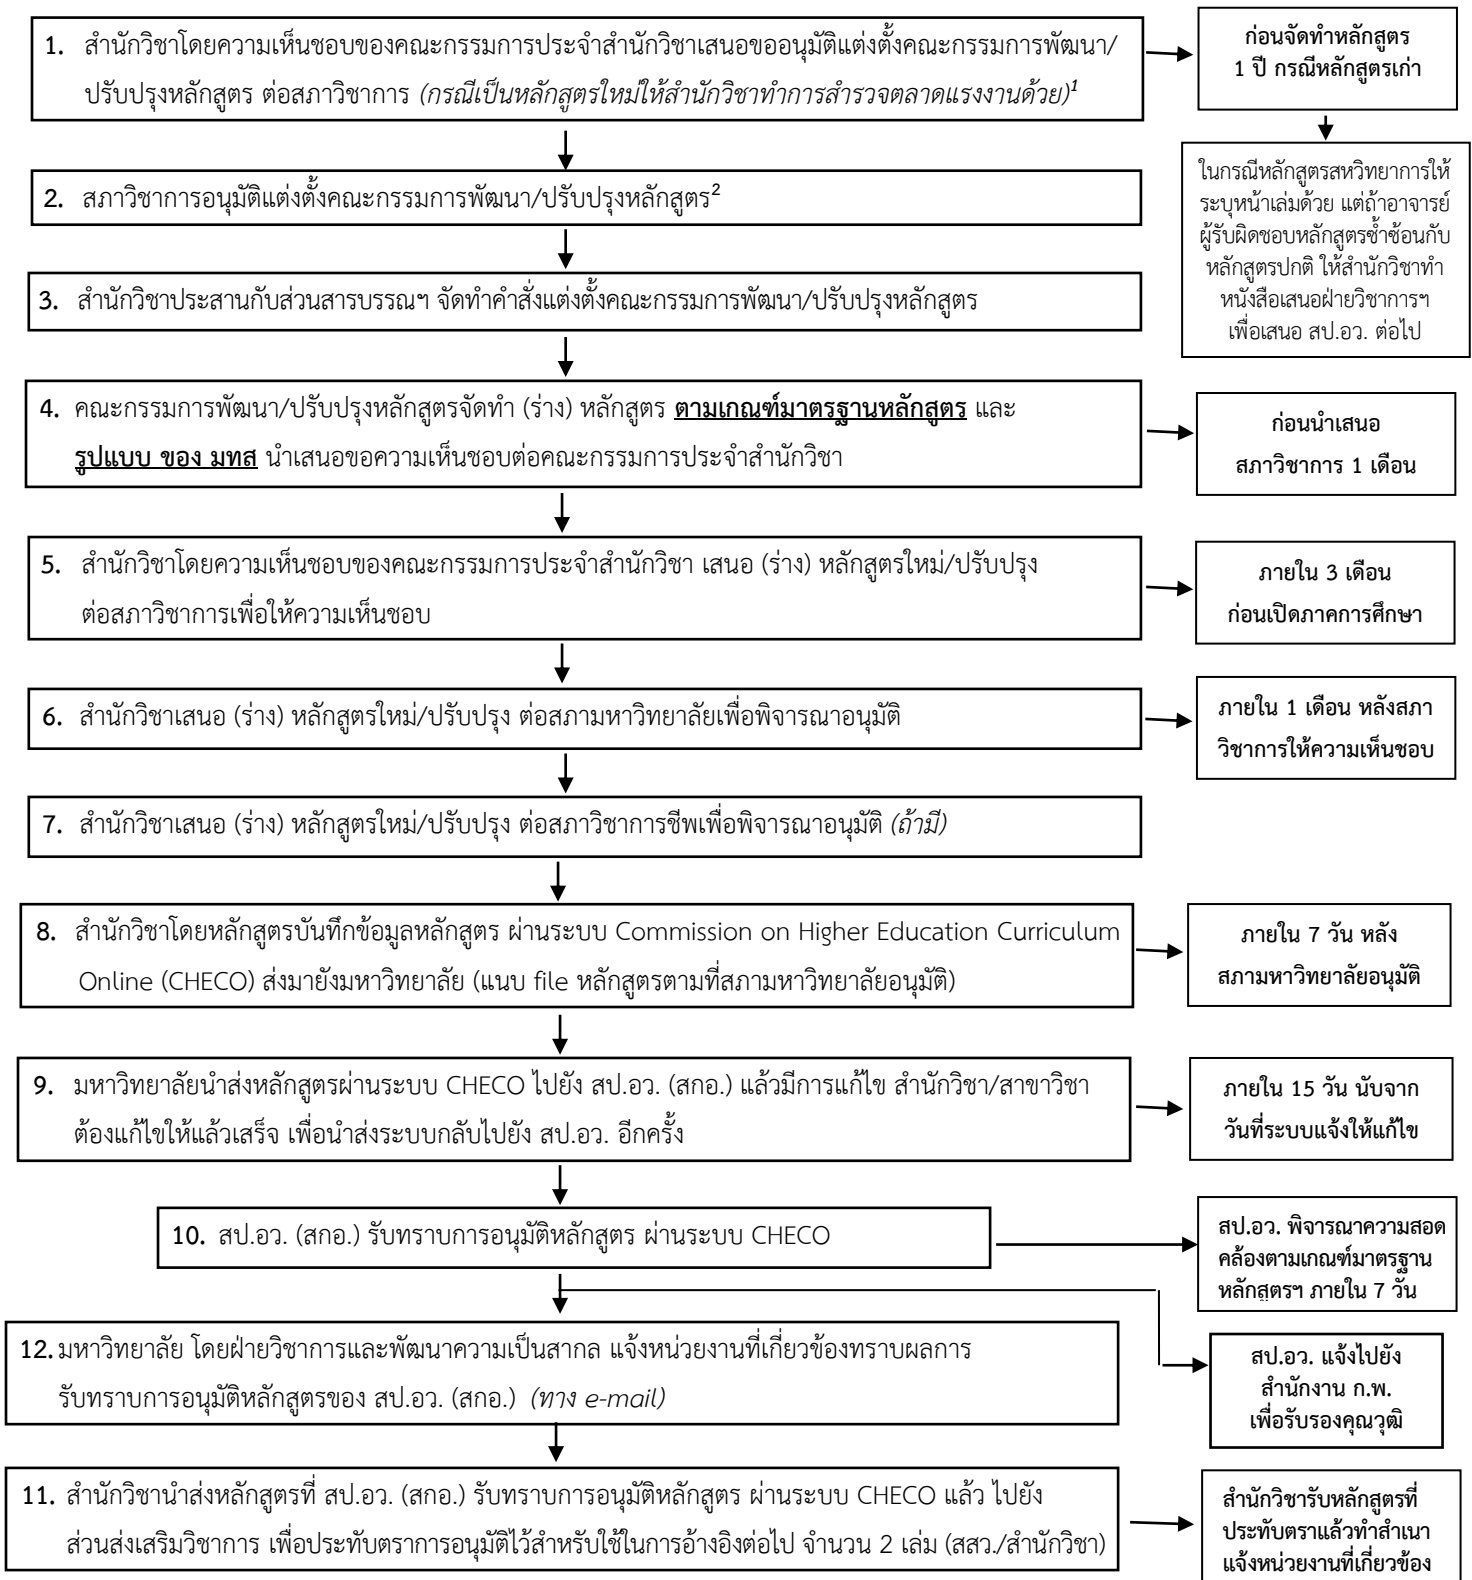 1. สำนักวิชาโดยความเห็นชอบของคณะกรรมการประจำสำนักวิชาเสนอขออนุมัติแต่งตั้งคณะกรรมการพัฒนา/
ปรับปรุงหลักสูตร ต่อสภาวิชาการ (กรณีเป็นหลักสูตรใหม่ให้สำนักวิชาทำการสำรวจตลาดแรงงานด้วย)¹
ก่อนจัดทำหลักสูตร
1 ปี กรณีหลักสูตรเก่า
ในกรณีหลักสูตรสหวิทยาการให้
ระบุหน้าเล่มด้วย แต่ถ้าอาจารย์
ผู้รับผิดชอบหลักสูตรซ้ำซ้อนกับ
หลักสูตรปกติ ให้สำนักวิชาทำ
หนังสือเสนอฝ่ายวิชาการฯ
เพื่อเสนอ สป.อว. ต่อไป
2. สภาวิชาการอนุมัติแต่งตั้งคณะกรรมการพัฒนา/ปรับปรุงหลักสูตร²
3. สำนักวิชาประสานกับส่วนสารบรรณฯ จัดทำคำสั่งแต่งตั้งคณะกรรมการพัฒนา/ปรับปรุงหลักสูตร
4. คณะกรรมการพัฒนา/ปรับปรุงหลักสูตรจัดทำ (ร่าง) หลักสูตร ตามเกณฑ์มาตรฐานหลักสูตร และ
รูปแบบ ของ มทส นำเสนอขอความเห็นชอบต่อคณะกรรมการประจำสำนักวิชา
ก่อนนำเสนอ
สภาวิชาการ 1 เดือน
5. สำนักวิชาโดยความเห็นชอบของคณะกรรมการประจำสำนักวิชา เสนอ (ร่าง) หลักสูตรใหม่/ปรับปรุง
ต่อสภาวิชาการเพื่อให้ความเห็นชอบ
ภายใน 3 เดือน
ก่อนเปิดภาคการศึกษา
6. สำนักวิชาเสนอ (ร่าง) หลักสูตรใหม่/ปรับปรุง ต่อสภามหาวิทยาลัยเพื่อพิจารณาอนุมัติ
ภายใน 1 เดือน หลังสภา
วิชาการให้ความเห็นชอบ
7. สำนักวิชาเสนอ (ร่าง) หลักสูตรใหม่/ปรับปรุง ต่อสภาวิชาการชีพเพื่อพิจารณาอนุมัติ (ถ้ามี)
8. สำนักวิชาโดยหลักสูตรบันทึกข้อมูลหลักสูตร ผ่านระบบ Commission on Higher Education Curriculum
Online (CHECO) ส่งมายังมหาวิทยาลัย (แนบ file หลักสูตรตามที่สภามหาวิทยาลัยอนุมัติ)
ภายใน 7 วัน หลัง
สภามหาวิทยาลัยอนุมัติ
9. มหาวิทยาลัยนำส่งหลักสูตรผ่านระบบ CHECO ไปยัง สป.อว. (สกอ.) แล้วมีการแก้ไข สำนักวิชา/สาขาวิชา
ต้องแก้ไขให้แล้วเสร็จ เพื่อนำส่งระบบกลับไปยัง สป.อว. อีกครั้ง
ภายใน 15 วัน นับจาก
วันที่ระบบแจ้งให้แก้ไข
10. สป.อว. (สกอ.) รับทราบการอนุมัติหลักสูตร ผ่านระบบ CHECO
สป.อว. พิจารณาความสอด
คล้องตามเกณฑ์มาตรฐาน
หลักสูตรฯ ภายใน 7 วัน
12. มหาวิทยาลัย โดยฝ่ายวิชาการและพัฒนาความเป็นสากล แจ้งหน่วยงานที่เกี่ยวข้องทราบผลการ
รับทราบการอนุมัติหลักสูตรของ สป.อว. (สกอ.) (ทาง e-mail)
สป.อว. แจ้งไปยัง
สำนักงาน ก.พ.
เพื่อรับรองคุณวุฒิ
11. สำนักวิชานำส่งหลักสูตรที่ สป.อว. (สกอ.) รับทราบการอนุมัติหลักสูตร ผ่านระบบ CHECO แล้ว ไปยัง
ส่วนส่งเสริมวิชาการ เพื่อประทับตราการอนุมัติไว้สำหรับใช้ในการอ้างอิงต่อไป จำนวน 2 เล่ม (สสว./สำนักวิชา)
สำนักวิชารับหลักสูตรที่
ประทับตราแล้วทำสำเนา
แจ้งหน่วยงานที่เกี่ยวข้อง